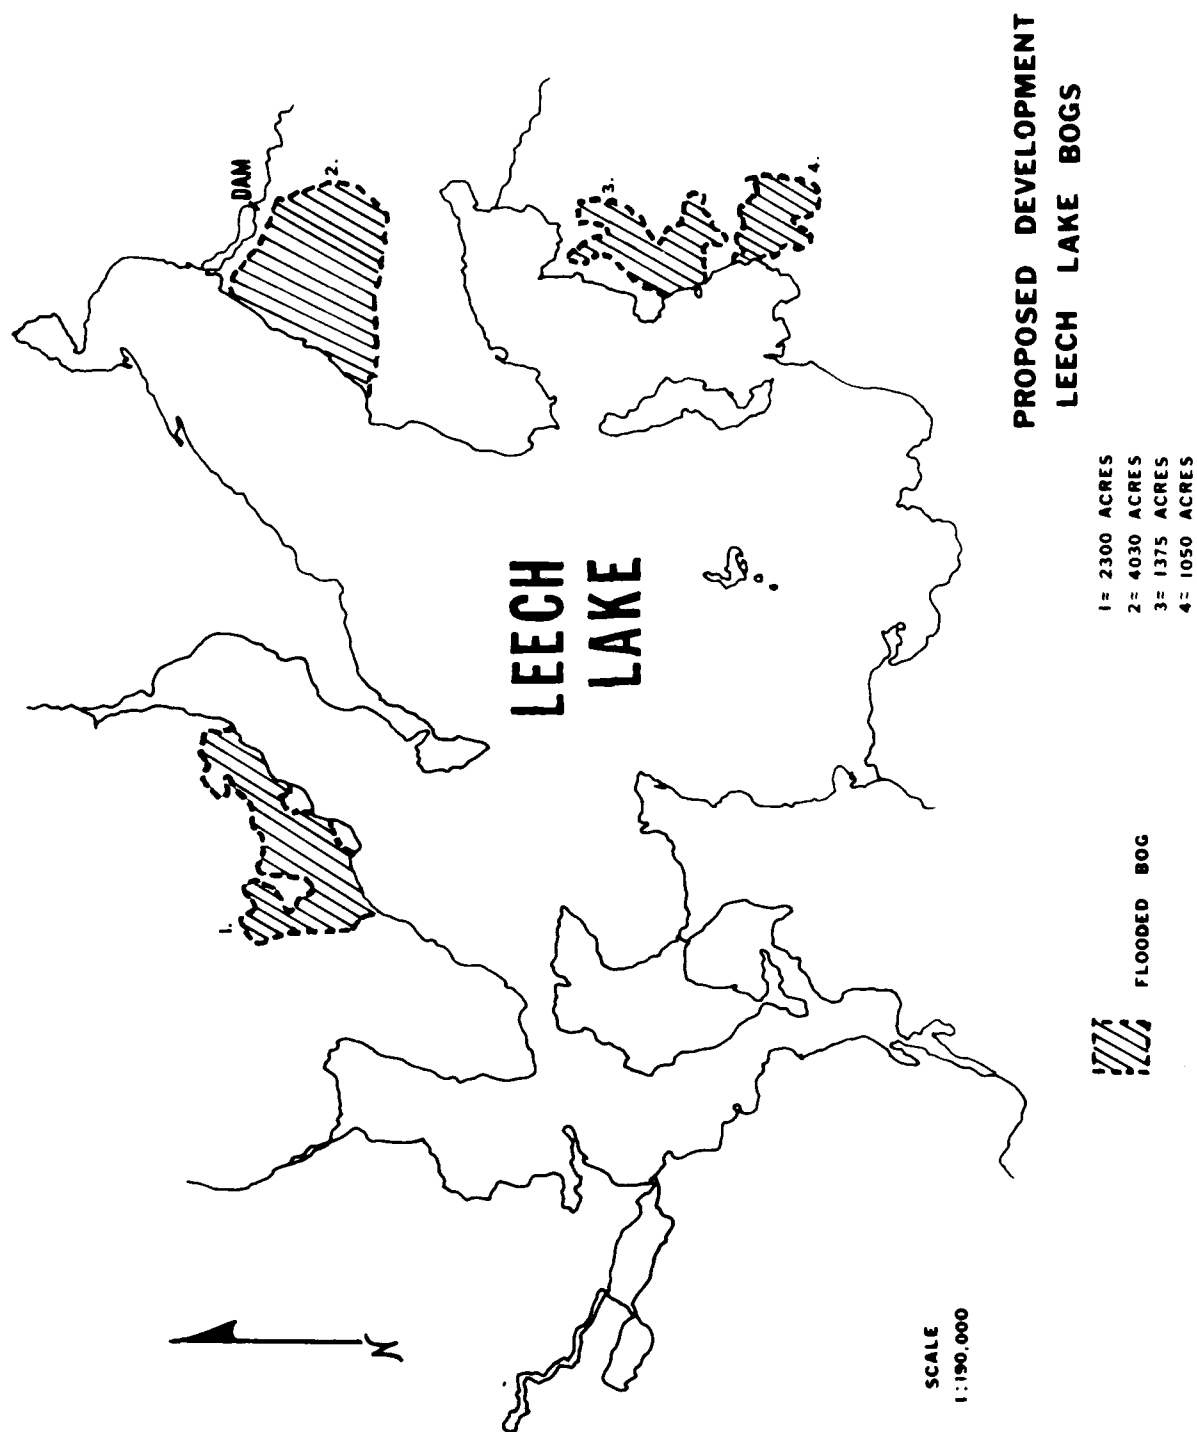 DAM
2.
1.
3.
4.
LEECH
LAKE
N
PROPOSED DEVELOPMENT
LEECH LAKE BOGS
1= 2300 ACRES
2= 4030 ACRES
3= 1375 ACRES
4= 1050 ACRES
FLOODED BOG
SCALE
1:190,000